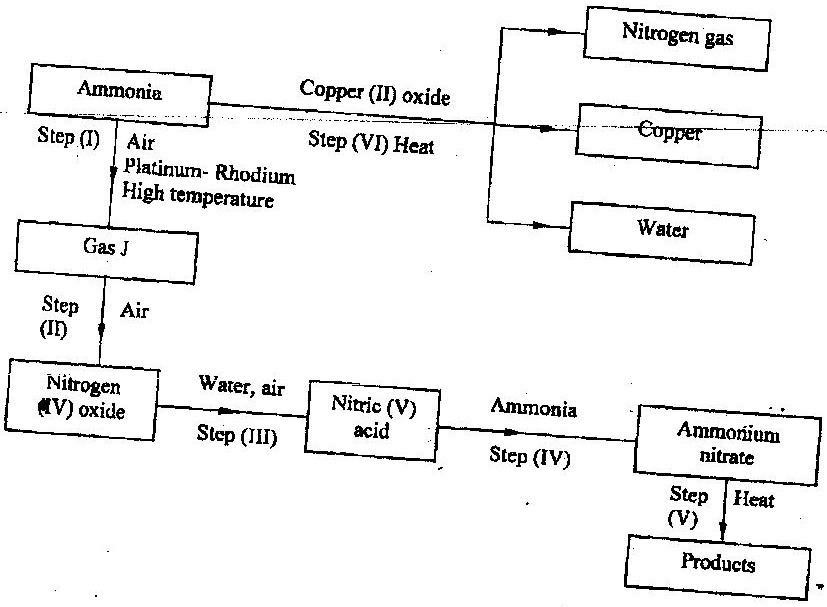 Nitrogen gas
Ammonia
Copper (II) oxide
Copper
Step (I)
Air
Platinum- Rhodium
High temperature
Step (VI) Heat
Water
Gas J
Step
(II)
Air
Nitrogen
(IV) oxide
Water, air
Step (III)
Nitric (V)
acid
Ammonia
Step (IV)
Ammonium
nitrate
Step
(V)
Heat
Products